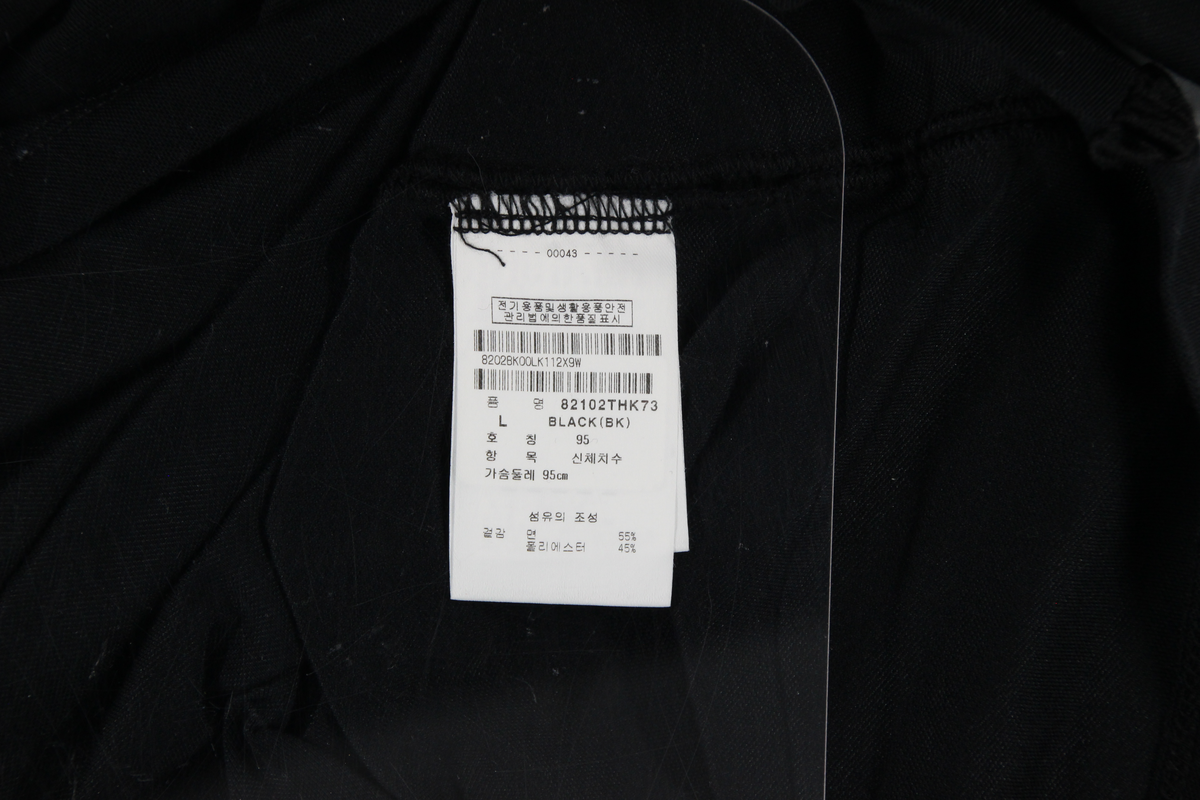 - - - - 00043 - - - - -
전기용품및생활용품안전
관리법에의한품질표시
82028K00LK112X9W
품 명 82102THK73
L BLACK(BK)
호 칭 95
항 목 신체치수
가슴둘레 95cm
섬유의 조성
겉감 면 55%
폴리에스터 45%